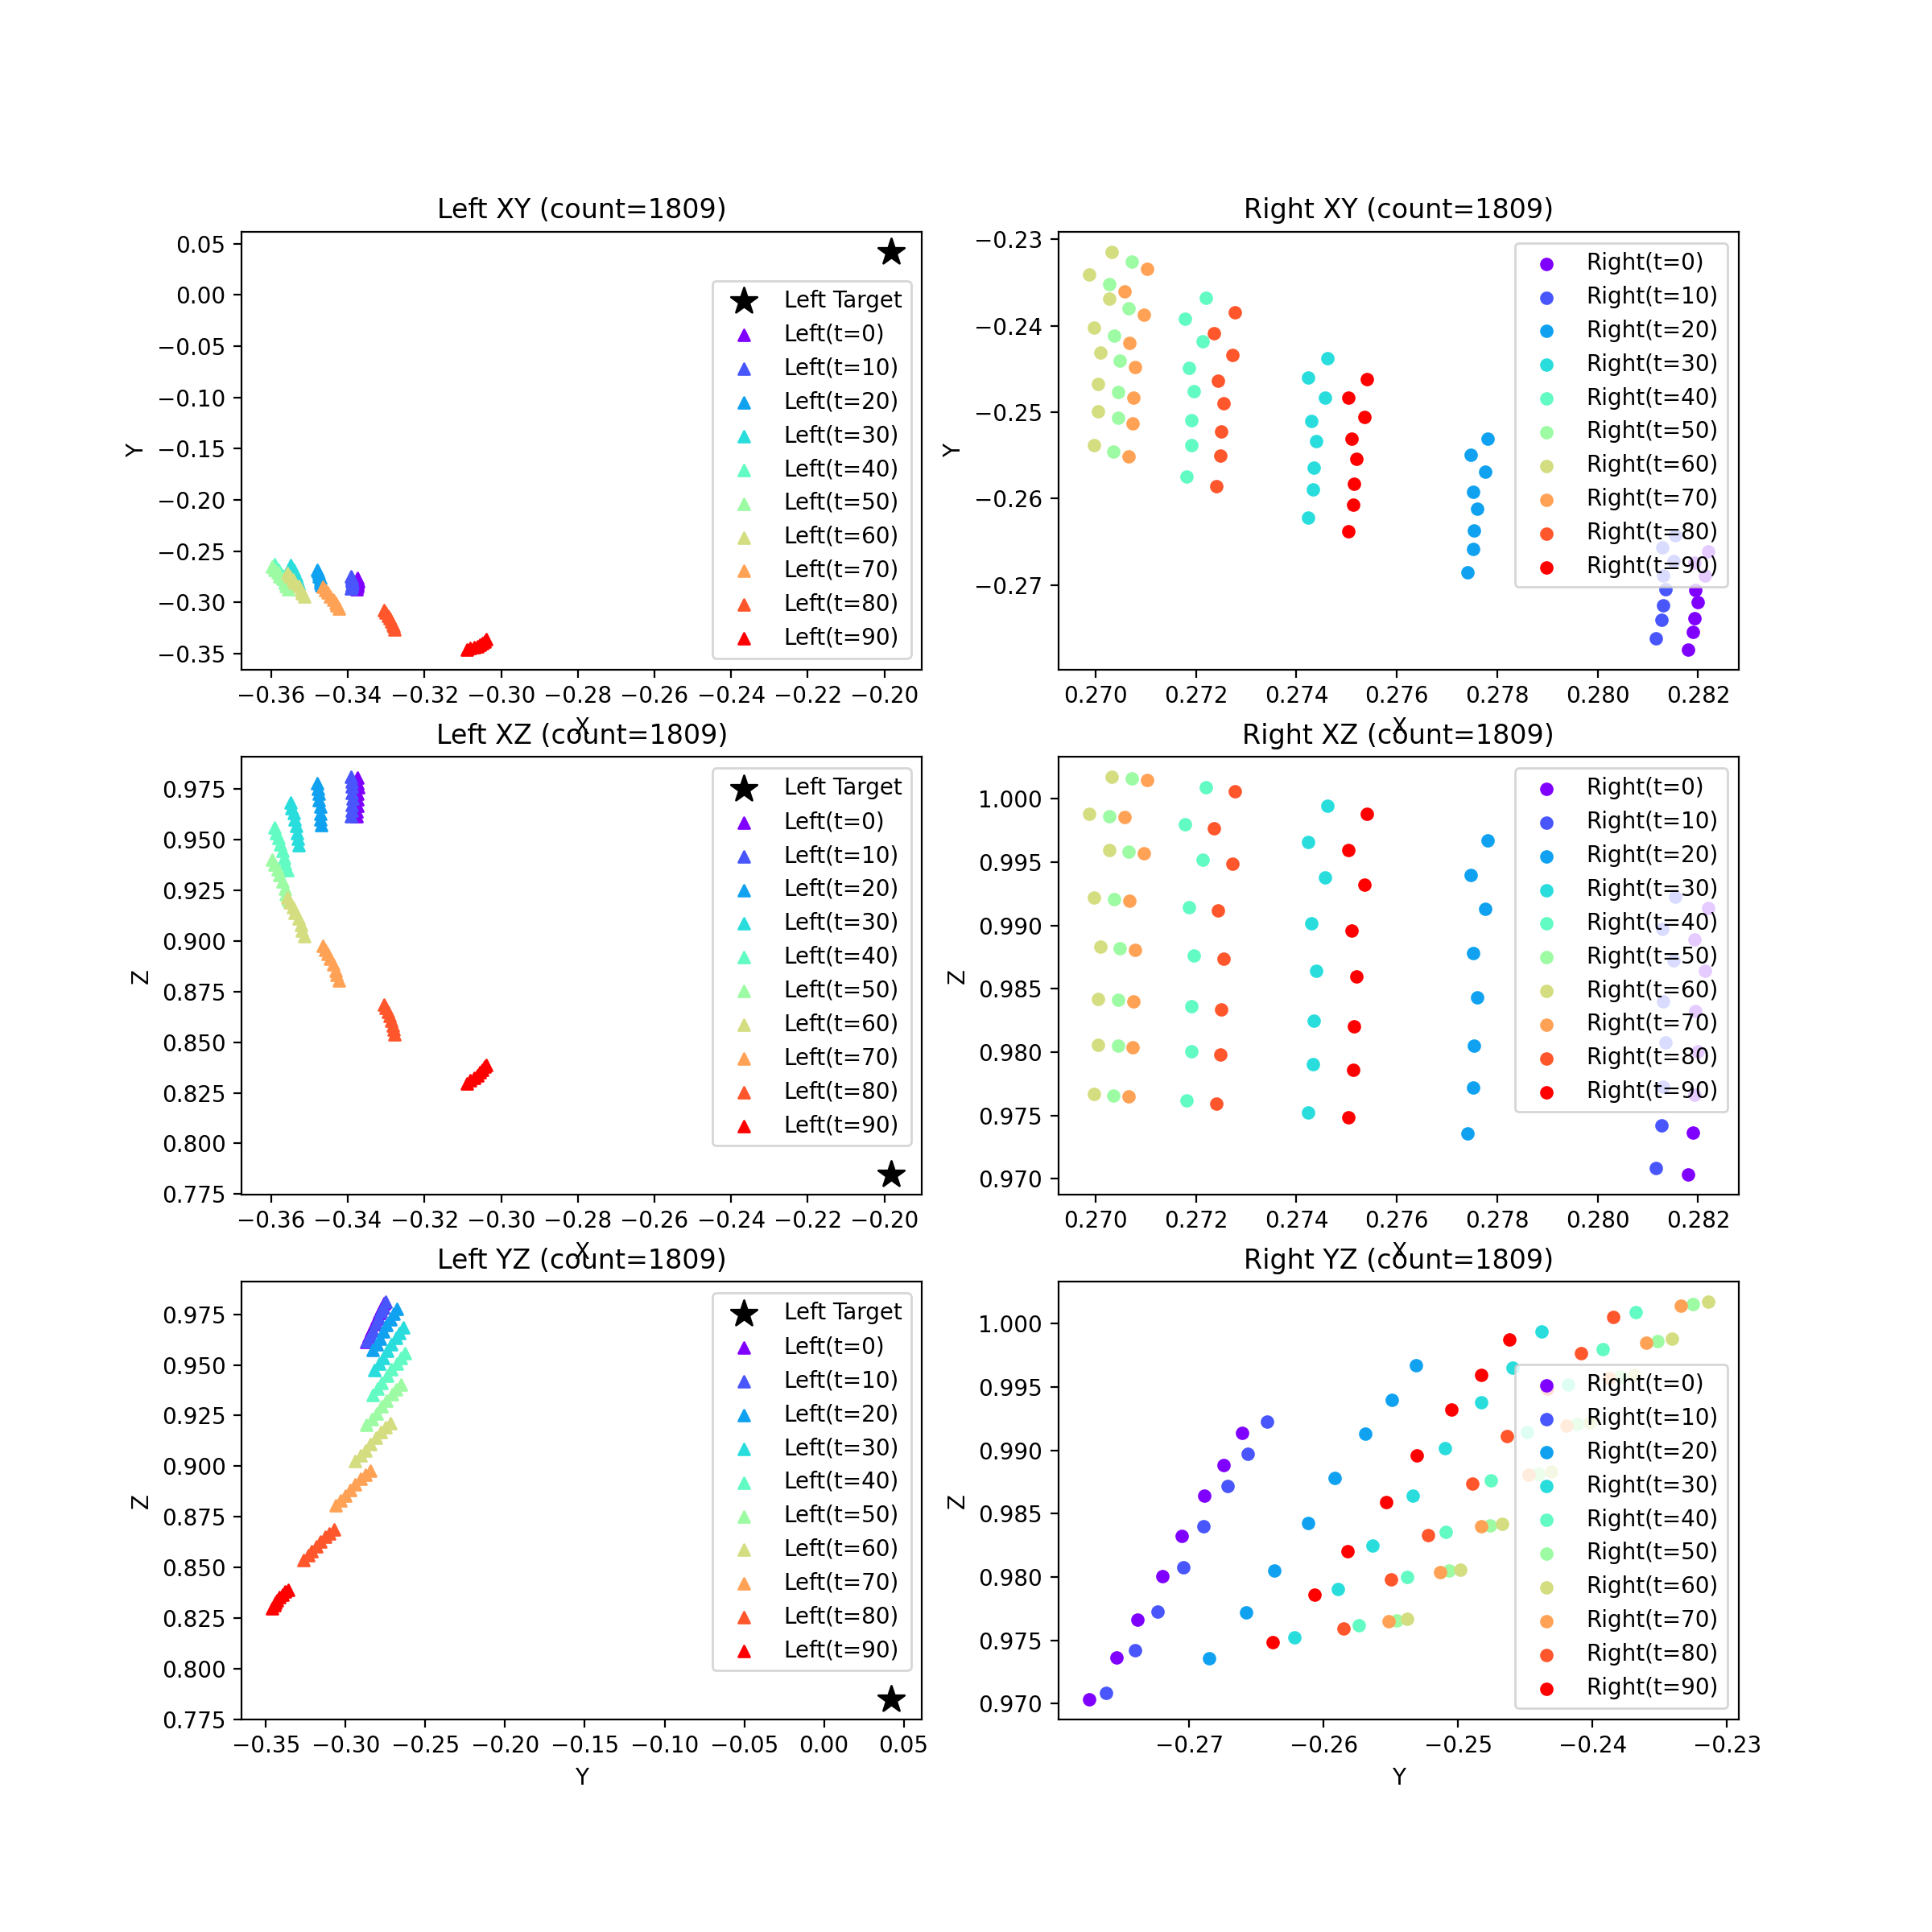 Left XY (count=1809)
0.05
0.00
−0.05
−0.10
−0.15
−0.20
−0.25
−0.30
−0.35
Y
−0.36 −0.34 −0.32 −0.30 −0.28 −0.26 −0.24 −0.22 −0.20
X
Left Target
Left(t=0)
Left(t=10)
Left(t=20)
Left(t=30)
Left(t=40)
Left(t=50)
Left(t=60)
Left(t=70)
Left(t=80)
Left(t=90)
Right XY (count=1809)
−0.23
−0.24
−0.25
−0.26
−0.27
Y
0.270 0.272 0.274 0.276 0.278 0.280 0.282
X
Right(t=0)
Right(t=10)
Right(t=20)
Right(t=30)
Right(t=40)
Right(t=50)
Right(t=60)
Right(t=70)
Right(t=80)
Right(t=90)
Left XZ (count=1809)
0.975
0.950
0.925
0.900
0.875
0.850
0.825
0.800
0.775
Z
−0.36 −0.34 −0.32 −0.30 −0.28 −0.26 −0.24 −0.22 −0.20
X
Left Target
Left(t=0)
Left(t=10)
Left(t=20)
Left(t=30)
Left(t=40)
Left(t=50)
Left(t=60)
Left(t=70)
Left(t=80)
Left(t=90)
Right XZ (count=1809)
1.000
0.995
0.990
0.985
0.980
0.975
0.970
Z
0.270 0.272 0.274 0.276 0.278 0.280 0.282
X
Right(t=0)
Right(t=10)
Right(t=20)
Right(t=30)
Right(t=40)
Right(t=50)
Right(t=60)
Right(t=70)
Right(t=80)
Right(t=90)
Left YZ (count=1809)
0.975
0.950
0.925
0.900
0.875
0.850
0.825
0.800
0.775
Z
−0.35 −0.30 −0.25 −0.20 −0.15 −0.10 −0.05 0.00 0.05
Y
Left Target
Left(t=0)
Left(t=10)
Left(t=20)
Left(t=30)
Left(t=40)
Left(t=50)
Left(t=60)
Left(t=70)
Left(t=80)
Left(t=90)
Right YZ (count=1809)
1.000
0.995
0.990
0.985
0.980
0.975
0.970
Z
−0.27 −0.26 −0.25 −0.24 −0.23
Y
Right(t=0)
Right(t=10)
Right(t=20)
Right(t=30)
Right(t=40)
Right(t=50)
Right(t=60)
Right(t=70)
Right(t=80)
Right(t=90)